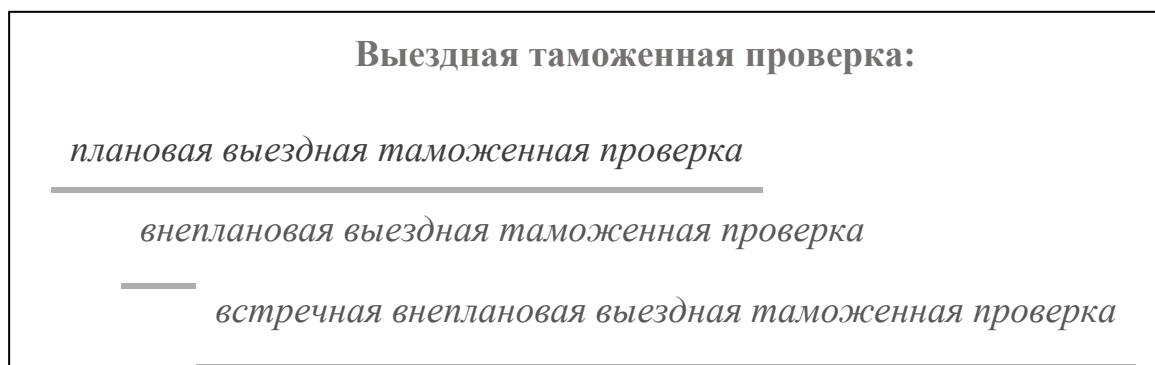 Выездная таможенная проверка:
плановая выездная таможенная проверка
внеплановая выездная таможенная проверка
встречная внеплановая выездная таможенная проверка